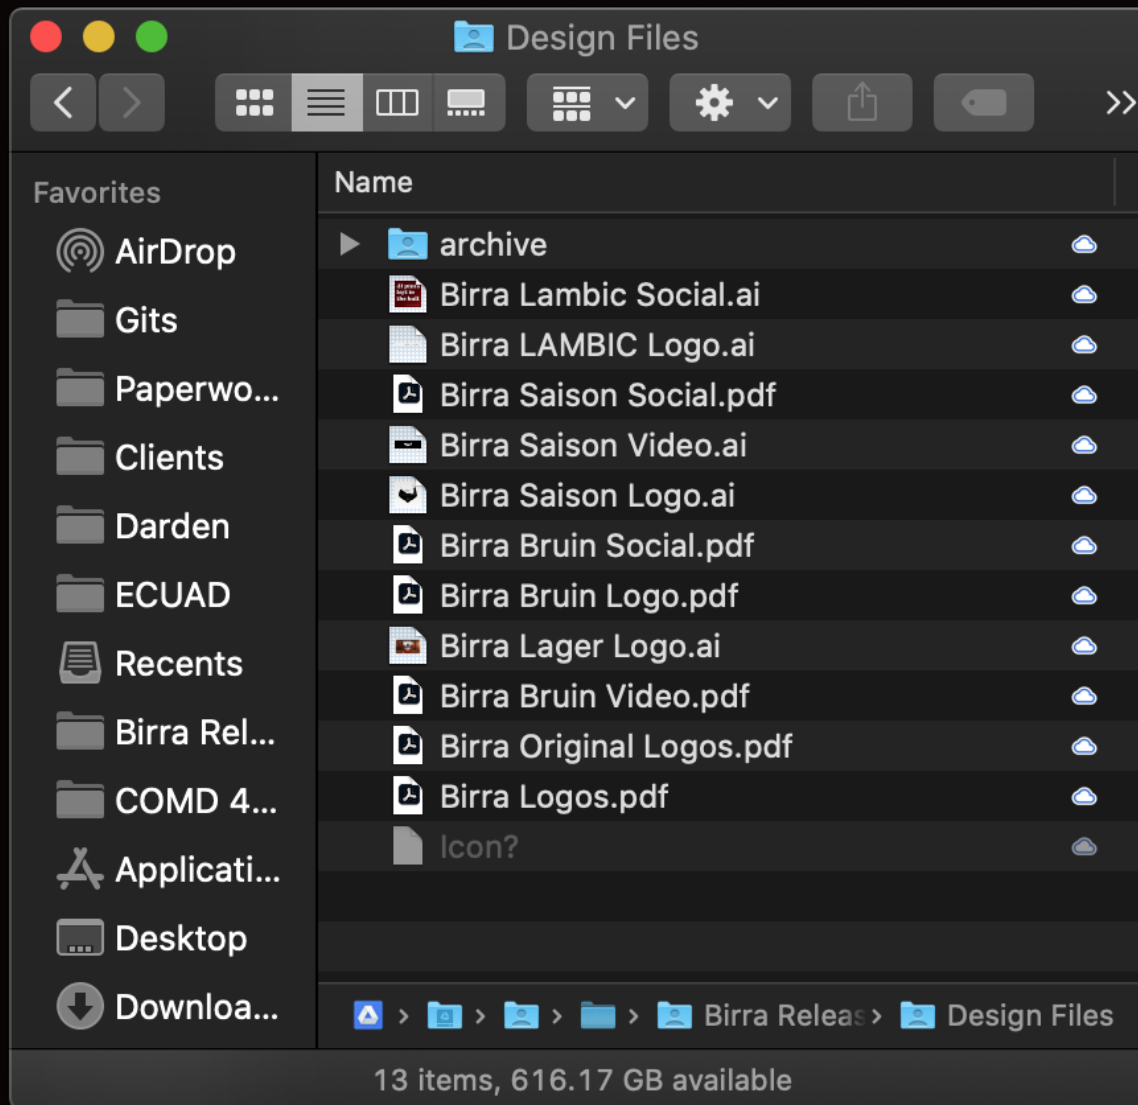 Design Files
Favorites
AirDrop
Gits
Paperwo...
Clients
Darden
ECUAD
Recents
Birra Rel...
COMD 4...
Applicati...
Desktop
Downloa...
Name
archive
Birra Lambic Social.ai
Birra LAMBIC Logo.ai
Birra Saison Social.pdf
Birra Saison Video.ai
Birra Saison Logo.ai
Birra Bruin Social.pdf
Birra Bruin Logo.pdf
Birra Lager Logo.ai
Birra Bruin Video.pdf
Birra Original Logos.pdf
Birra Logos.pdf
Icon?
Birra Releas › Design Files
13 items, 616.17 GB available